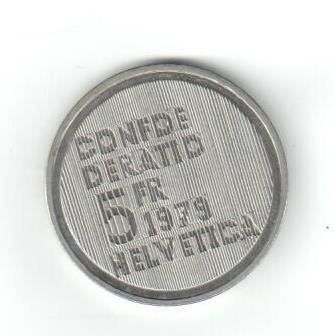 CONFOE
DERATIO
5 FR
1979
HELVETICA